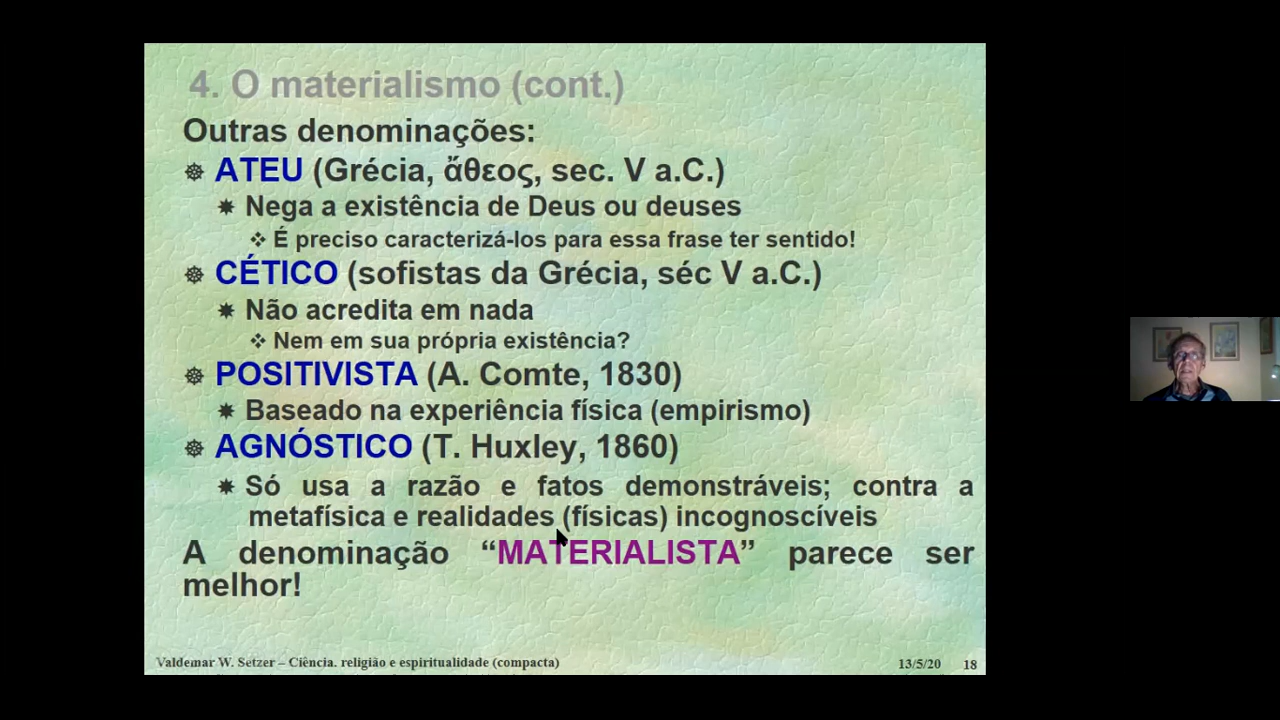 4. O materialismo (cont.)
Outras denominações:
ATEU (Grécia, ἄθεος, sec. V a.C.)
Nega a existência de Deus ou deuses
É preciso caracterizá-los para essa frase ter sentido!
CÉTICO (sofistas da Grécia, séc V a.C.)
Não acredita em nada
Nem em sua própria existência?
POSITIVISTA (A. Comte, 1830)
Baseado na experiência física (empirismo)
AGNÓSTICO (T. Huxley, 1860)
Só usa a razão e fatos demonstráveis; contra a
metafísica e realidades (físicas) incognoscíveis
A denominação “MATERIALISTA” parece ser
melhor!
Valdemar W. Setzer – Ciência, religião e espiritualidade (compacta) 13/5/20 18